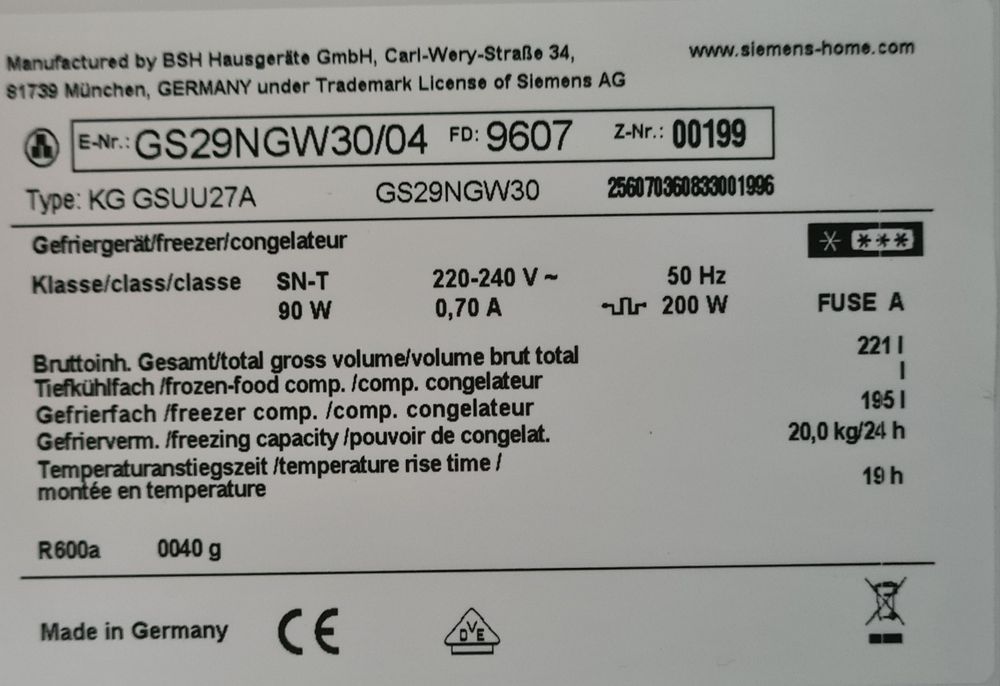 Manufactured by BSH Hausgeräte GmbH, Carl-Wery-Straße 34, www.siemens-home.com
81739 München, GERMANY under Trademark License of Siemens AG
E-Nr.: GS29NGW30/04 FD: 9607 Z-Nr.: 00199
Type: KG GSUU27A GS29NGW30 256070360833001996
Gefriergerät/freezer/congelateur
Klasse/class/classe SN-T 220-240 V ~ 50 Hz
90 W 0,70 A 200 W FUSE A
Bruttoinh. Gesamt/total gross volume/volume brut total 221 l
Tiefkühlfach /frozen-food comp. /comp. congelateur l
Gefrierfach /freezer comp. /comp. congelateur 195 l
Gefrierverm. /freezing capacity /pouvoir de congelat. 20,0 kg/24 h
Temperaturanstiegszeit /temperature rise time /
montée en temperature 19 h
R600a 0040 g
Made in Germany CE DVE